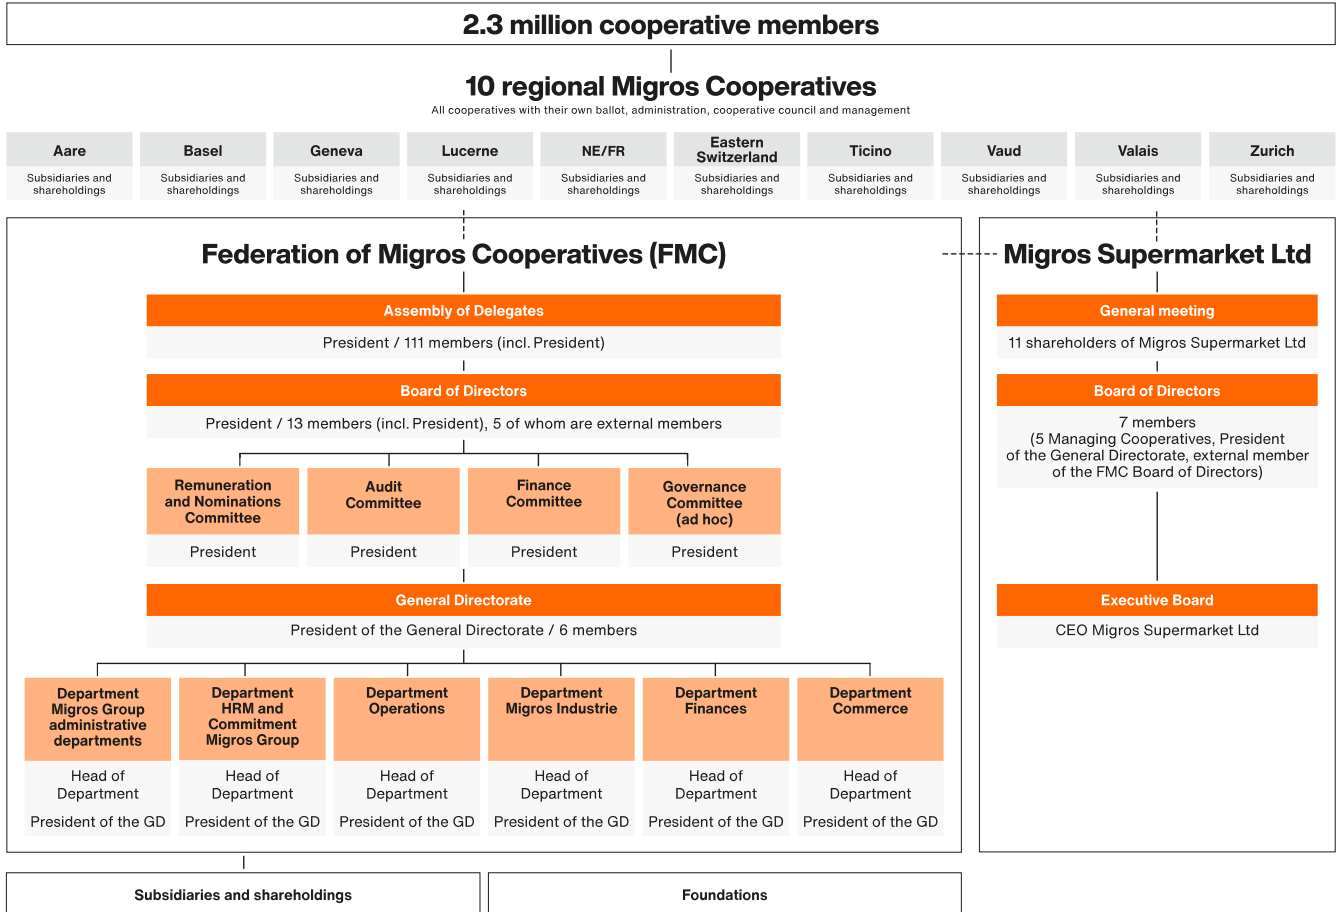 2.3 million cooperative members
10 regional Migros Cooperatives
All cooperatives with their own ballot, administration, cooperative council and management
Aare
Subsidiaries and
shareholdings
Basel
Subsidiaries and
shareholdings
Geneva
Subsidiaries and
shareholdings
Lucerne
Subsidiaries and
shareholdings
NE/FR
Subsidiaries and
shareholdings
Eastern
Switzerland
Subsidiaries and
shareholdings
Ticino
Subsidiaries and
shareholdings
Vaud
Subsidiaries and
shareholdings
Valais
Subsidiaries and
shareholdings
Zurich
Subsidiaries and
shareholdings
Federation of Migros Cooperatives (FMC)
Assembly of Delegates
President / 111 members (incl. President)
Board of Directors
President / 13 members (incl. President), 5 of whom are external members
Remuneration
and Nominations
Committee
President
Audit
Committee
President
Finance
Committee
President
Governance
Committee
(ad hoc)
President
General Directorate
President of the General Directorate / 6 members
Department
Migros Group
administrative
departments
Head of
Department
President of the GD
Department
HRM and
Commitment
Migros Group
Head of
Department
President of the GD
Department
Operations
Head of
Department
President of the GD
Department
Migros Industrie
Head of
Department
President of the GD
Department
Finances
Head of
Department
President of the GD
Department
Commerce
Head of
Department
President of the GD
Migros Supermarket Ltd
General meeting
11 shareholders of Migros Supermarket Ltd
Board of Directors
7 members
(5 Managing Cooperatives, President
of the General Directorate, external member
of the FMC Board of Directors)
Executive Board
CEO Migros Supermarket Ltd
Subsidiaries and shareholdings
Foundations